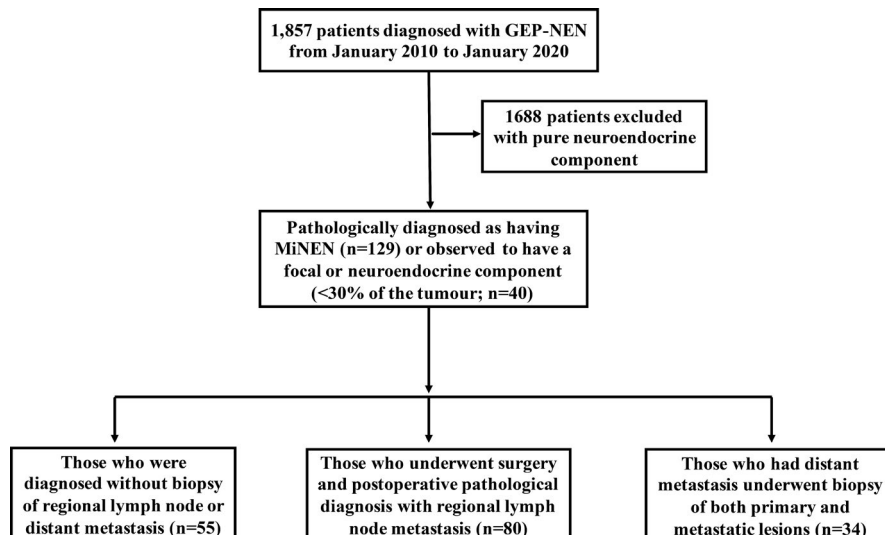 1,857 patients diagnosed with GEP-NEN
from January 2010 to January 2020
1688 patients excluded
with pure neuroendocrine
component
Pathologically diagnosed as having
MiNEN (n=129) or observed to have a
focal or neuroendocrine component
(<30% of the tumour; n=40)
Those who were
diagnosed without biopsy
of regional lymph node or
distant metastasis (n=55)
Those who underwent surgery
and postoperative pathological
diagnosis with regional lymph
node metastasis (n=80)
Those who had distant
metastasis underwent biopsy
of both primary and
metastatic lesions (n=34)